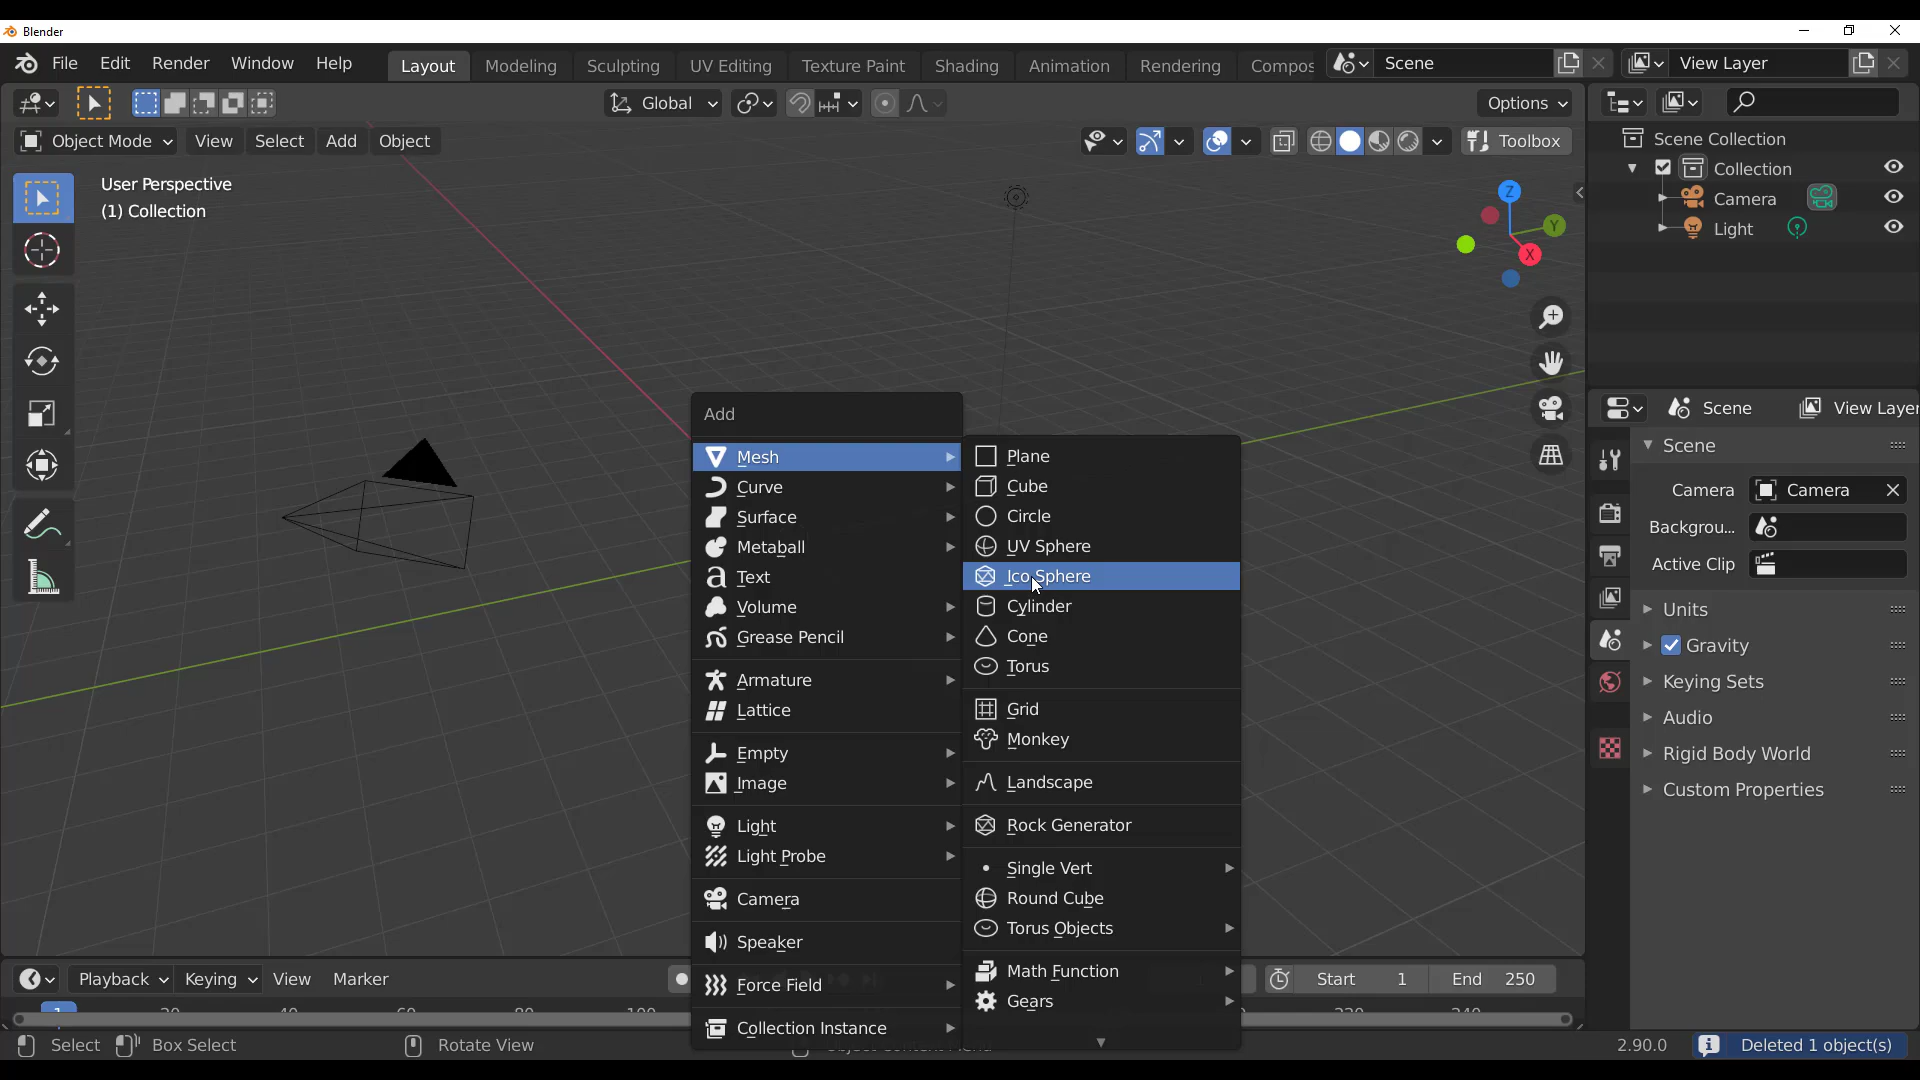 Blender
File Edit Render Window Help Layout Modeling Sculpting UV Editing Texture Paint Shading Animation Rendering Compos Scene View Layer
Global Options
Object Mode View Select Add Object Toolbox
User Perspective
(1) Collection
Z
Y
X
Scene Collection
Collection
Camera
Light
Scene View Layer
Scene
Camera Camera
Backgrou...
Active Clip
Units
Gravity
Keying Sets
Audio
Rigid Body World
Custom Properties
Add
Mesh
Curve
Surface
Metaball
Text
Volume
Grease Pencil
Armature
Lattice
Empty
Image
Light
Light Probe
Camera
Speaker
Force Field
Collection Instance
Plane
Cube
Circle
UV Sphere
Ico Sphere
Cylinder
Cone
Torus
Grid
Monkey
Landscape
Rock Generator
Single Vert
Round Cube
Torus Objects
Math Function
Gears
Playback Keying View Marker Start 1 End 250
Select Box Select Rotate View 2.90.0 Deleted 1 object(s)